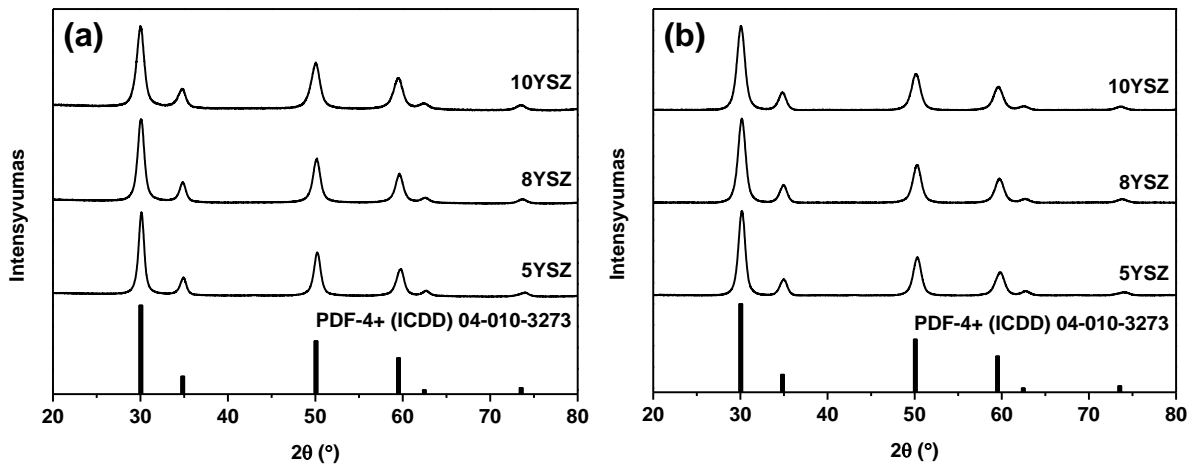 (a)
10YSZ
8YSZ
5YSZ
PDF-4+ (ICDD) 04-010-3273
Intensyvumas
20 30 40 50 60 70 80
2θ (°)
(b)
10YSZ
8YSZ
5YSZ
PDF-4+ (ICDD) 04-010-3273
Intensyvumas
20 30 40 50 60 70 80
2θ (°)